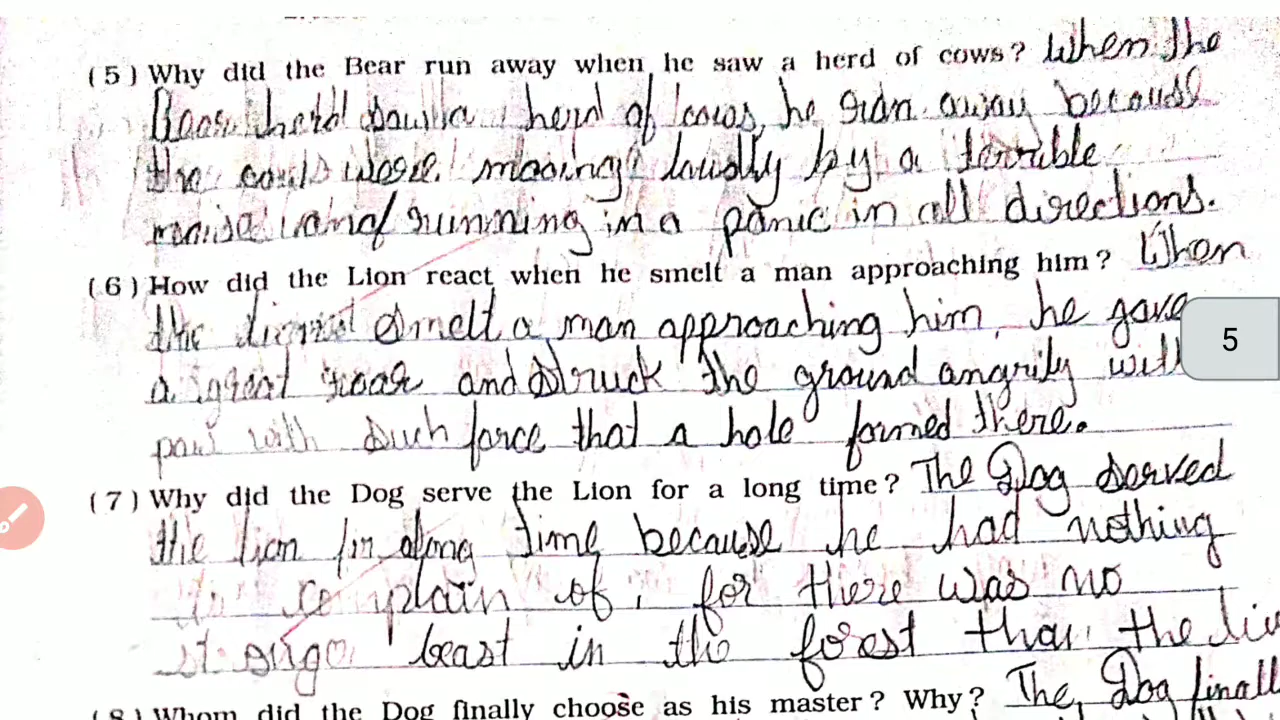 (5) Why did the Bear run away when he saw a herd of cows? When the
Bear herd saw a herd of cows, he ran away because
the cows were mooing loudly by a terrible
noise and running in a panic in all directions.
(6) How did the Lion react when he smelt a man approaching him? When
the smelt a man approaching him, he gave
a great roar and struck the ground angrily with
paw with such force that a hole formed there.
5
(7) Why did the Dog serve the Lion for a long time? The Dog served
the lion for along time because he had nothing
to complain of, for there was no
beast in the forest than the
(8) Whom did the Dog finally choose as his master? Why? The Dog finall